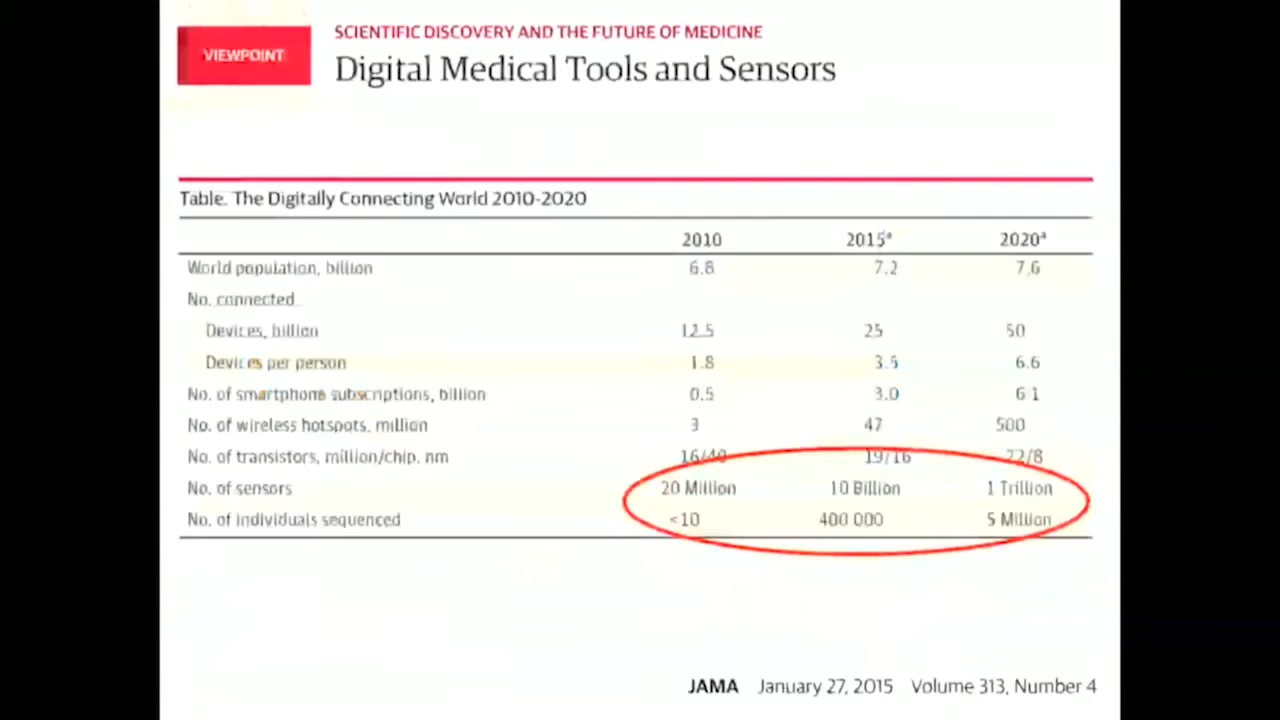 VIEWPOINT
SCIENTIFIC DISCOVERY AND THE FUTURE OF MEDICINE
Digital Medical Tools and Sensors
Table. The Digitally Connecting World 2010-2020
2010 2015ᵃ 2020ᵃ
World population, billion 6.8 7.2 7.6
No. connected
Devices, billion 12.5 25 50
Devices per person 1.8 3.5 6.6
No. of smartphone subscriptions, billion 0.5 3.0 6.1
No. of wireless hotspots, million 3 47 500
No. of transistors, million/chip, nm 16/40 19/16 22/8
No. of sensors 20 Million 10 Billion 1 Trillion
No. of individuals sequenced <10 400 000 5 Million
JAMA January 27, 2015 Volume 313, Number 4